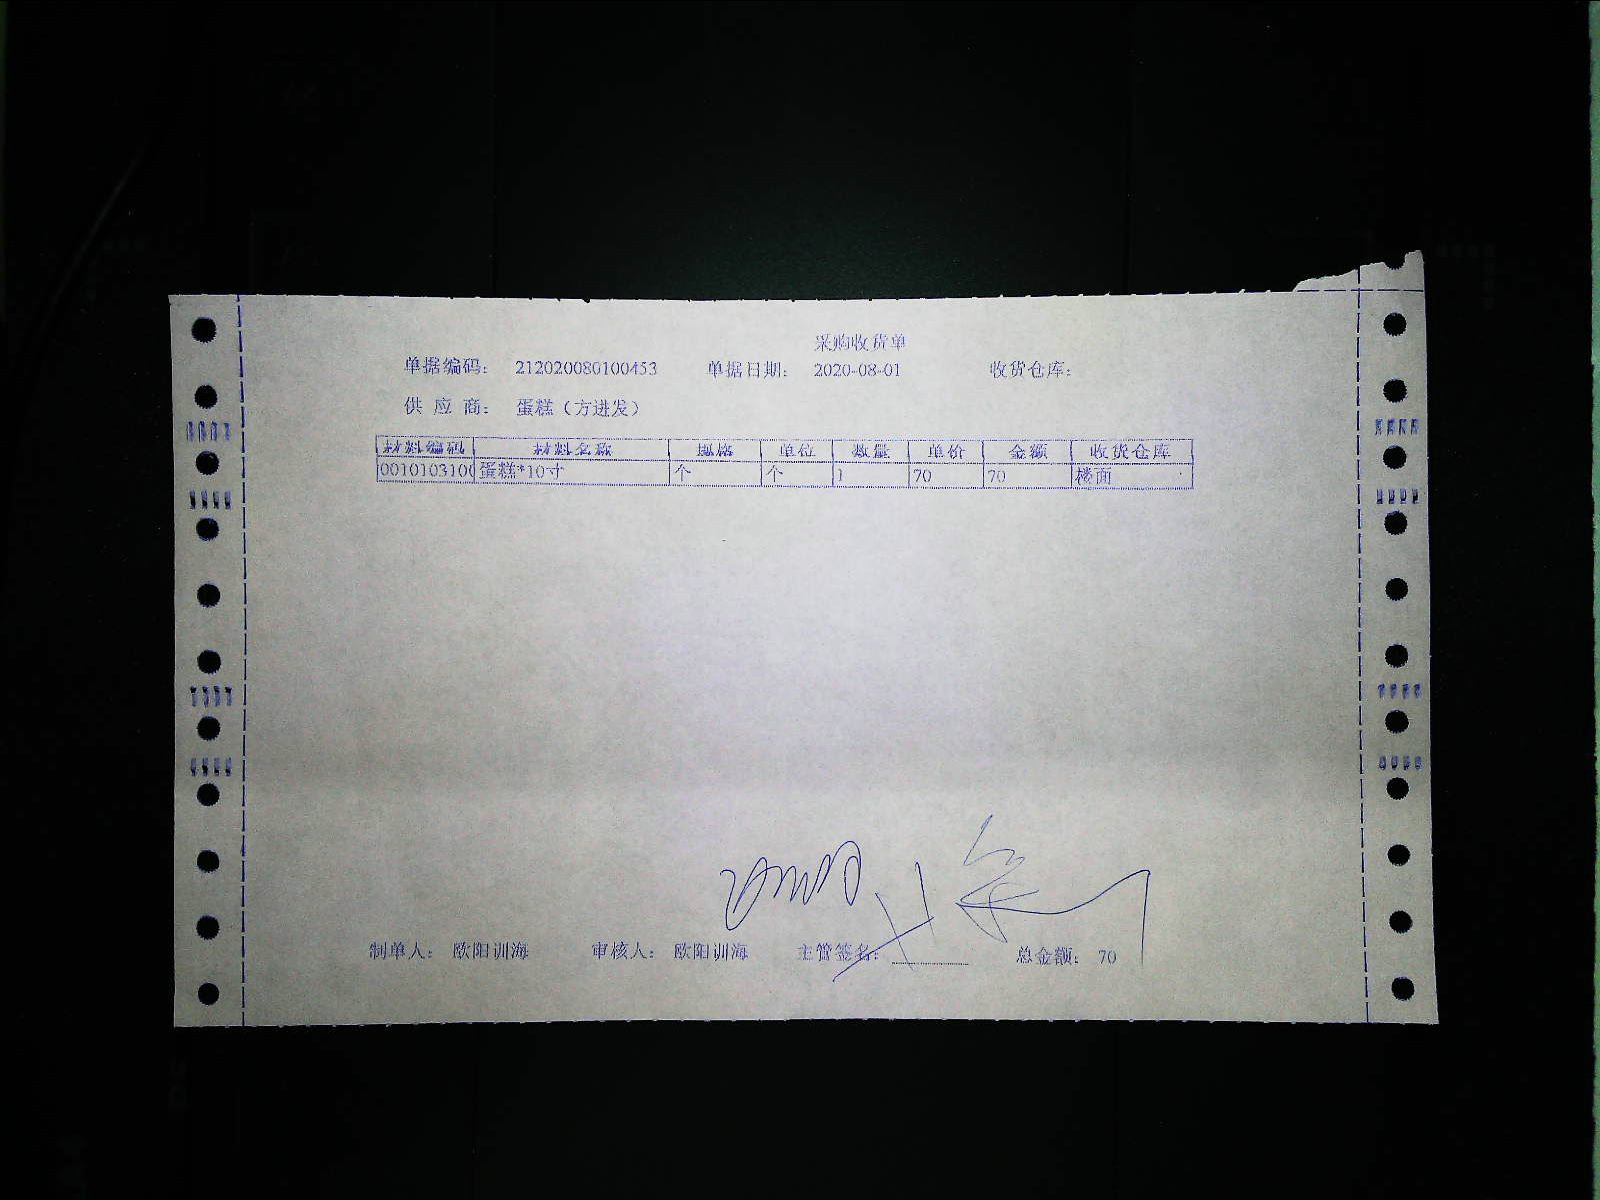 采购收货单
单据编码: 212020080100453 单据日期: 2020-08-01 收货仓库:
供 应 商: 蛋糕（方进发）
材料编码 材料名称 规格 单位 数量 单价 金额 收货仓库
0010103100 蛋糕*10寸 个 个 1 70 70 楼面
制单人: 欧阳训海 审核人: 欧阳训海 主管签名: 总金额: 70